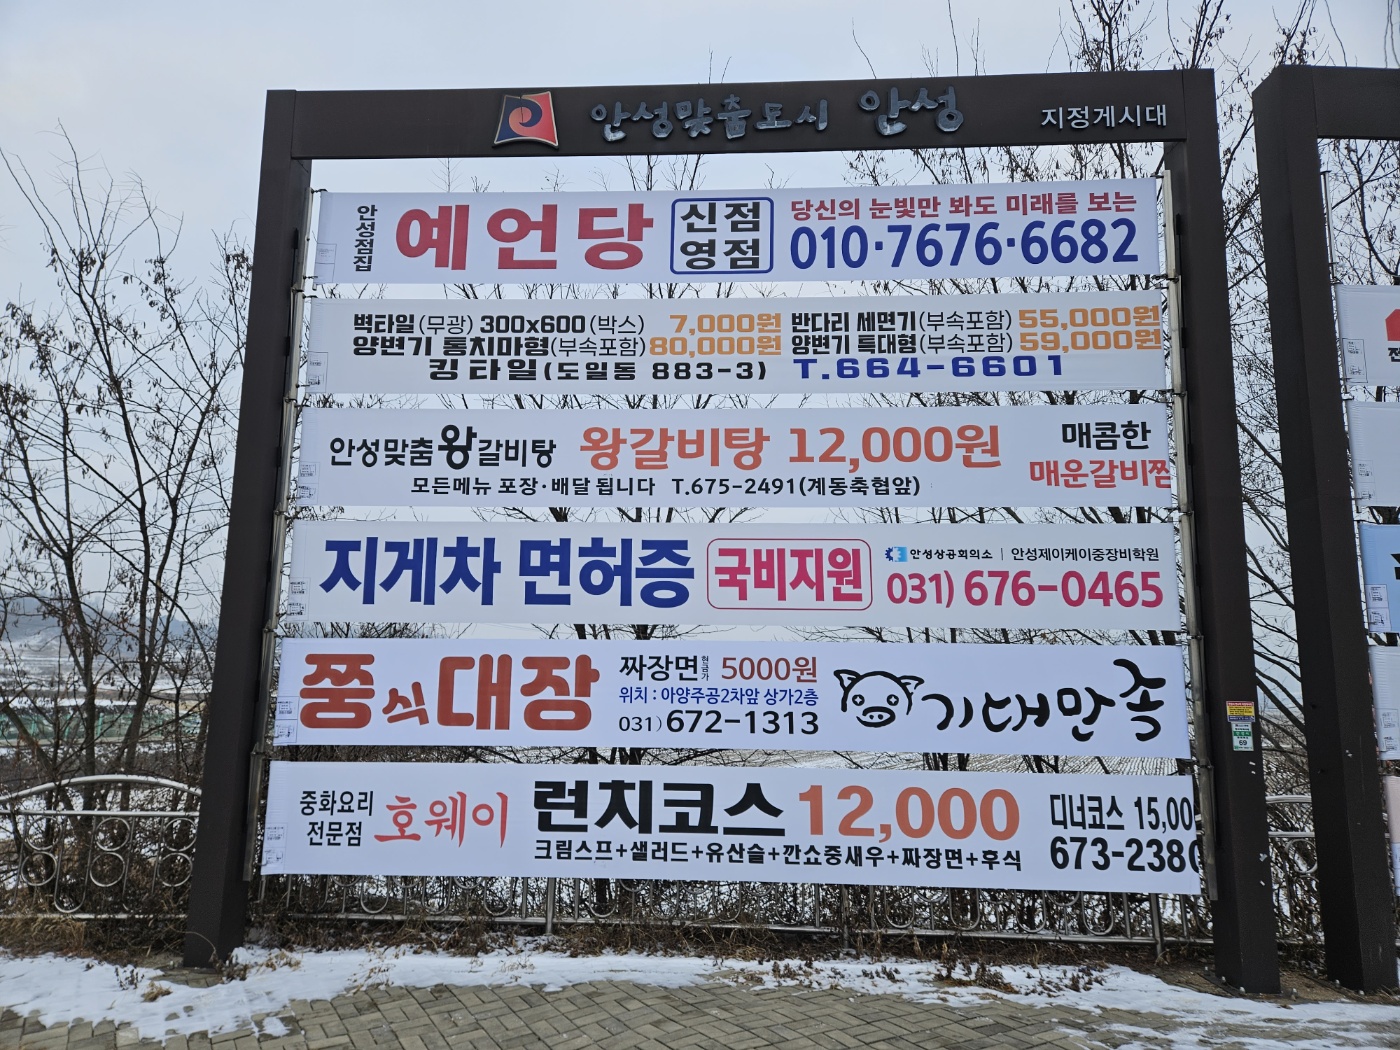 안성맞춤도시 안성
지정게시대
안성점집
예언당
신점
영점
당신의 눈빛만 봐도 미래를 보는
010·7676·6682
벽타일(무광) 300x600(박스) 7,000원 반다리 세면기(부속포함) 55,000원
양변기 통치마형(부속포함) 80,000원 양변기 특대형(부속포함) 59,000원
킹타일(도일동 883-3) T.664-6601
안성맞춤왕갈비탕 왕갈비탕 12,000원
모든메뉴 포장·배달 됩니다 T.675-2491(계동축협앞)
매콤한
매운갈비찜
지게차 면허증 국비지원
안성상공회의소 | 안성제이케이중장비학원
031) 676-0465
쭝식대장
짜장면 현금가 5000원
위치 : 아양주공2차앞 상가2층
031) 672-1313
기대만족
중화요리
전문점
호웨이
런치코스 12,000
크림스프+샐러드+유산슬+깐쇼중새우+짜장면+후식
디너코스 15,00
673-2380
69